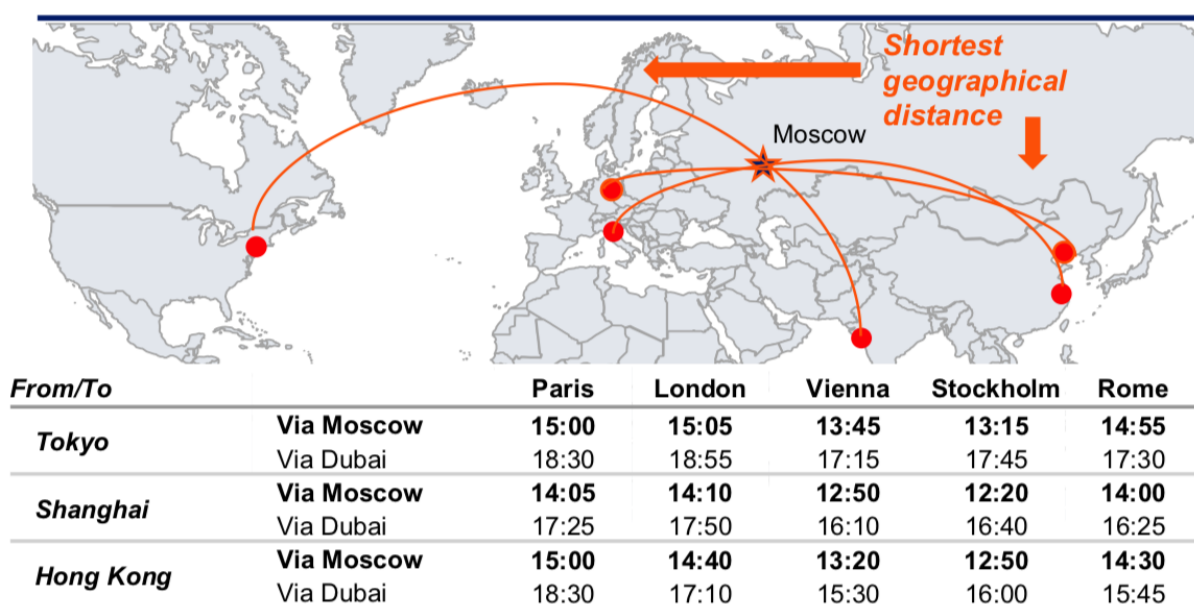 Shortest
geographical
distance
Moscow
From/To Paris London Vienna Stockholm Rome
Tokyo
Via Moscow 15:00 15:05 13:45 13:15 14:55
Via Dubai 18:30 18:55 17:15 17:45 17:30
Shanghai
Via Moscow 14:05 14:10 12:50 12:20 14:00
Via Dubai 17:25 17:50 16:10 16:40 16:25
Hong Kong
Via Moscow 15:00 14:40 13:20 12:50 14:30
Via Dubai 18:30 17:10 15:30 16:00 15:45